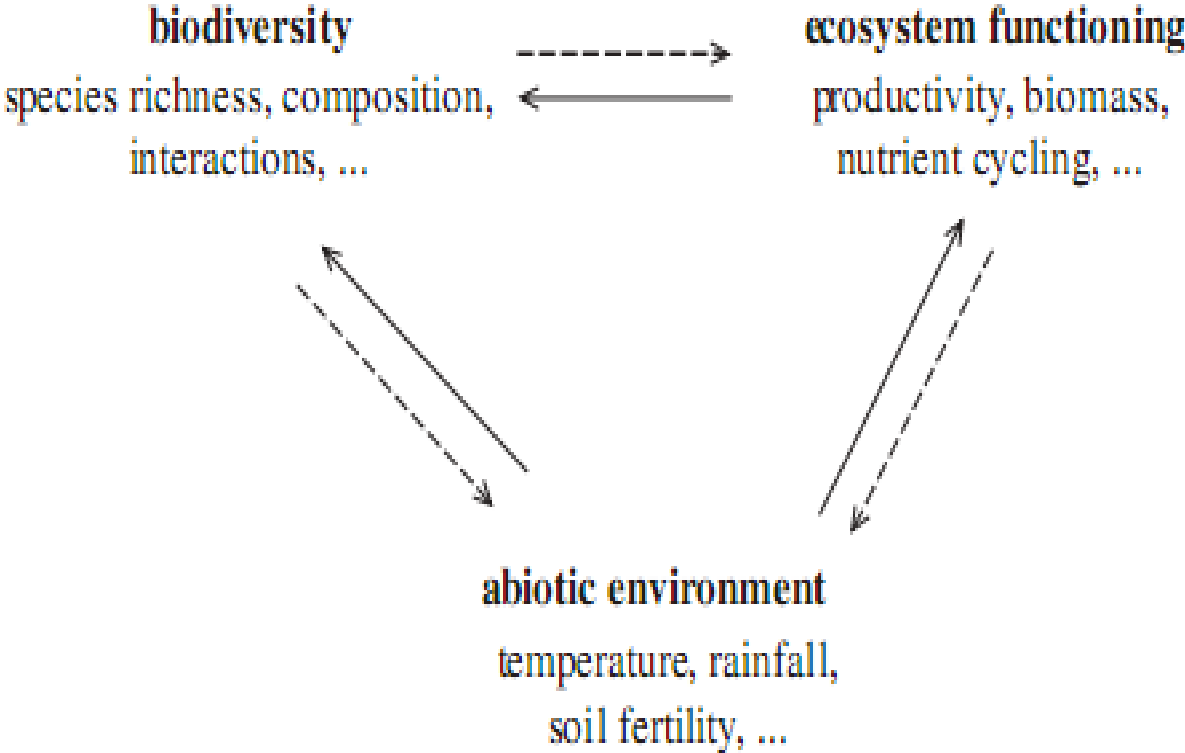 biodiversity
species richness, composition,
interactions, ...
ecosystem functioning
productivity, biomass,
nutrient cycling, ...
abiotic environment
temperature, rainfall,
soil fertility, ...